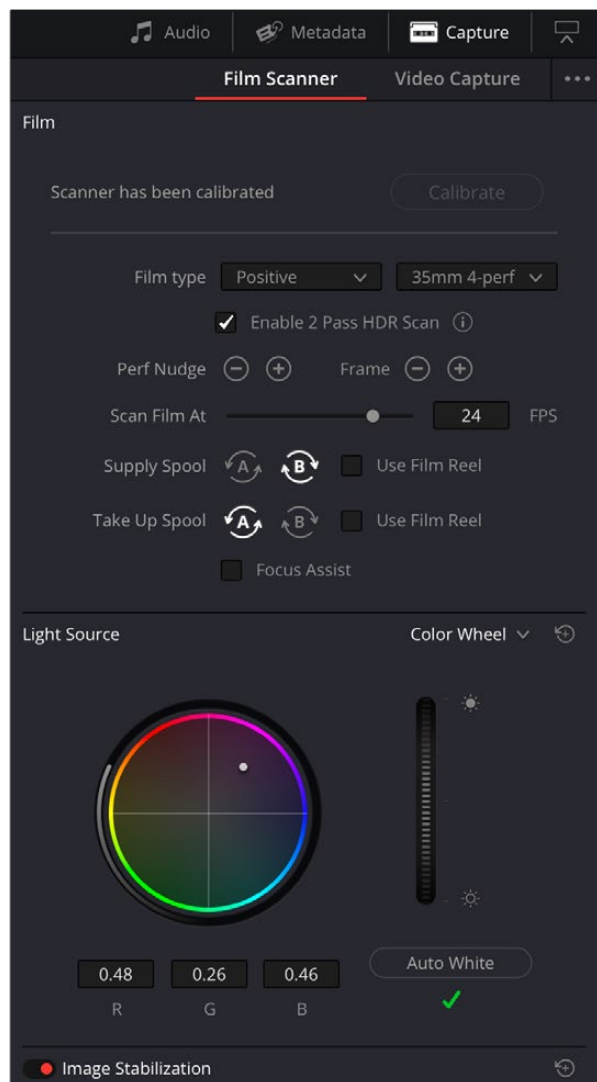 Audio Metadata Capture
Film Scanner Video Capture
Film
Scanner has been calibrated Calibrate
Film type Positive 35mm 4-perf
Enable 2 Pass HDR Scan
Perf Nudge Frame
Scan Film At 24 FPS
Supply Spool A B Use Film Reel
Take Up Spool A B Use Film Reel
Focus Assist
Light Source Color Wheel
0.48 0.26 0.46 Auto White
R G B
Image Stabilization